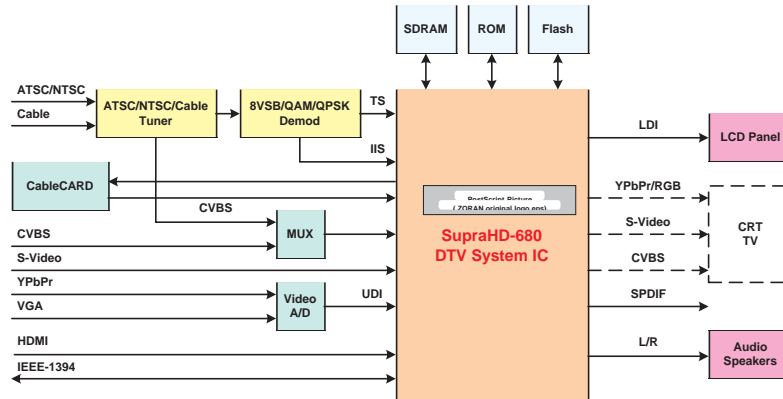 SDRAM
ROM
Flash
ATSC/NTSC
Cable
ATSC/NTSC/Cable
Tuner
8VSB/QAM/QPSK
Demod
TS
IIS
LDI
LCD Panel
CableCARD
CVBS
MUX
PostScript Picture
( ZORAN original logo.eps)
SupraHD-680
DTV System IC
YPbPr/RGB
S-Video
CVBS
CRT
TV
CVBS
S-Video
YPbPr
VGA
Video
A/D
UDI
SPDIF
HDMI
IEEE-1394
L/R
Audio
Speakers